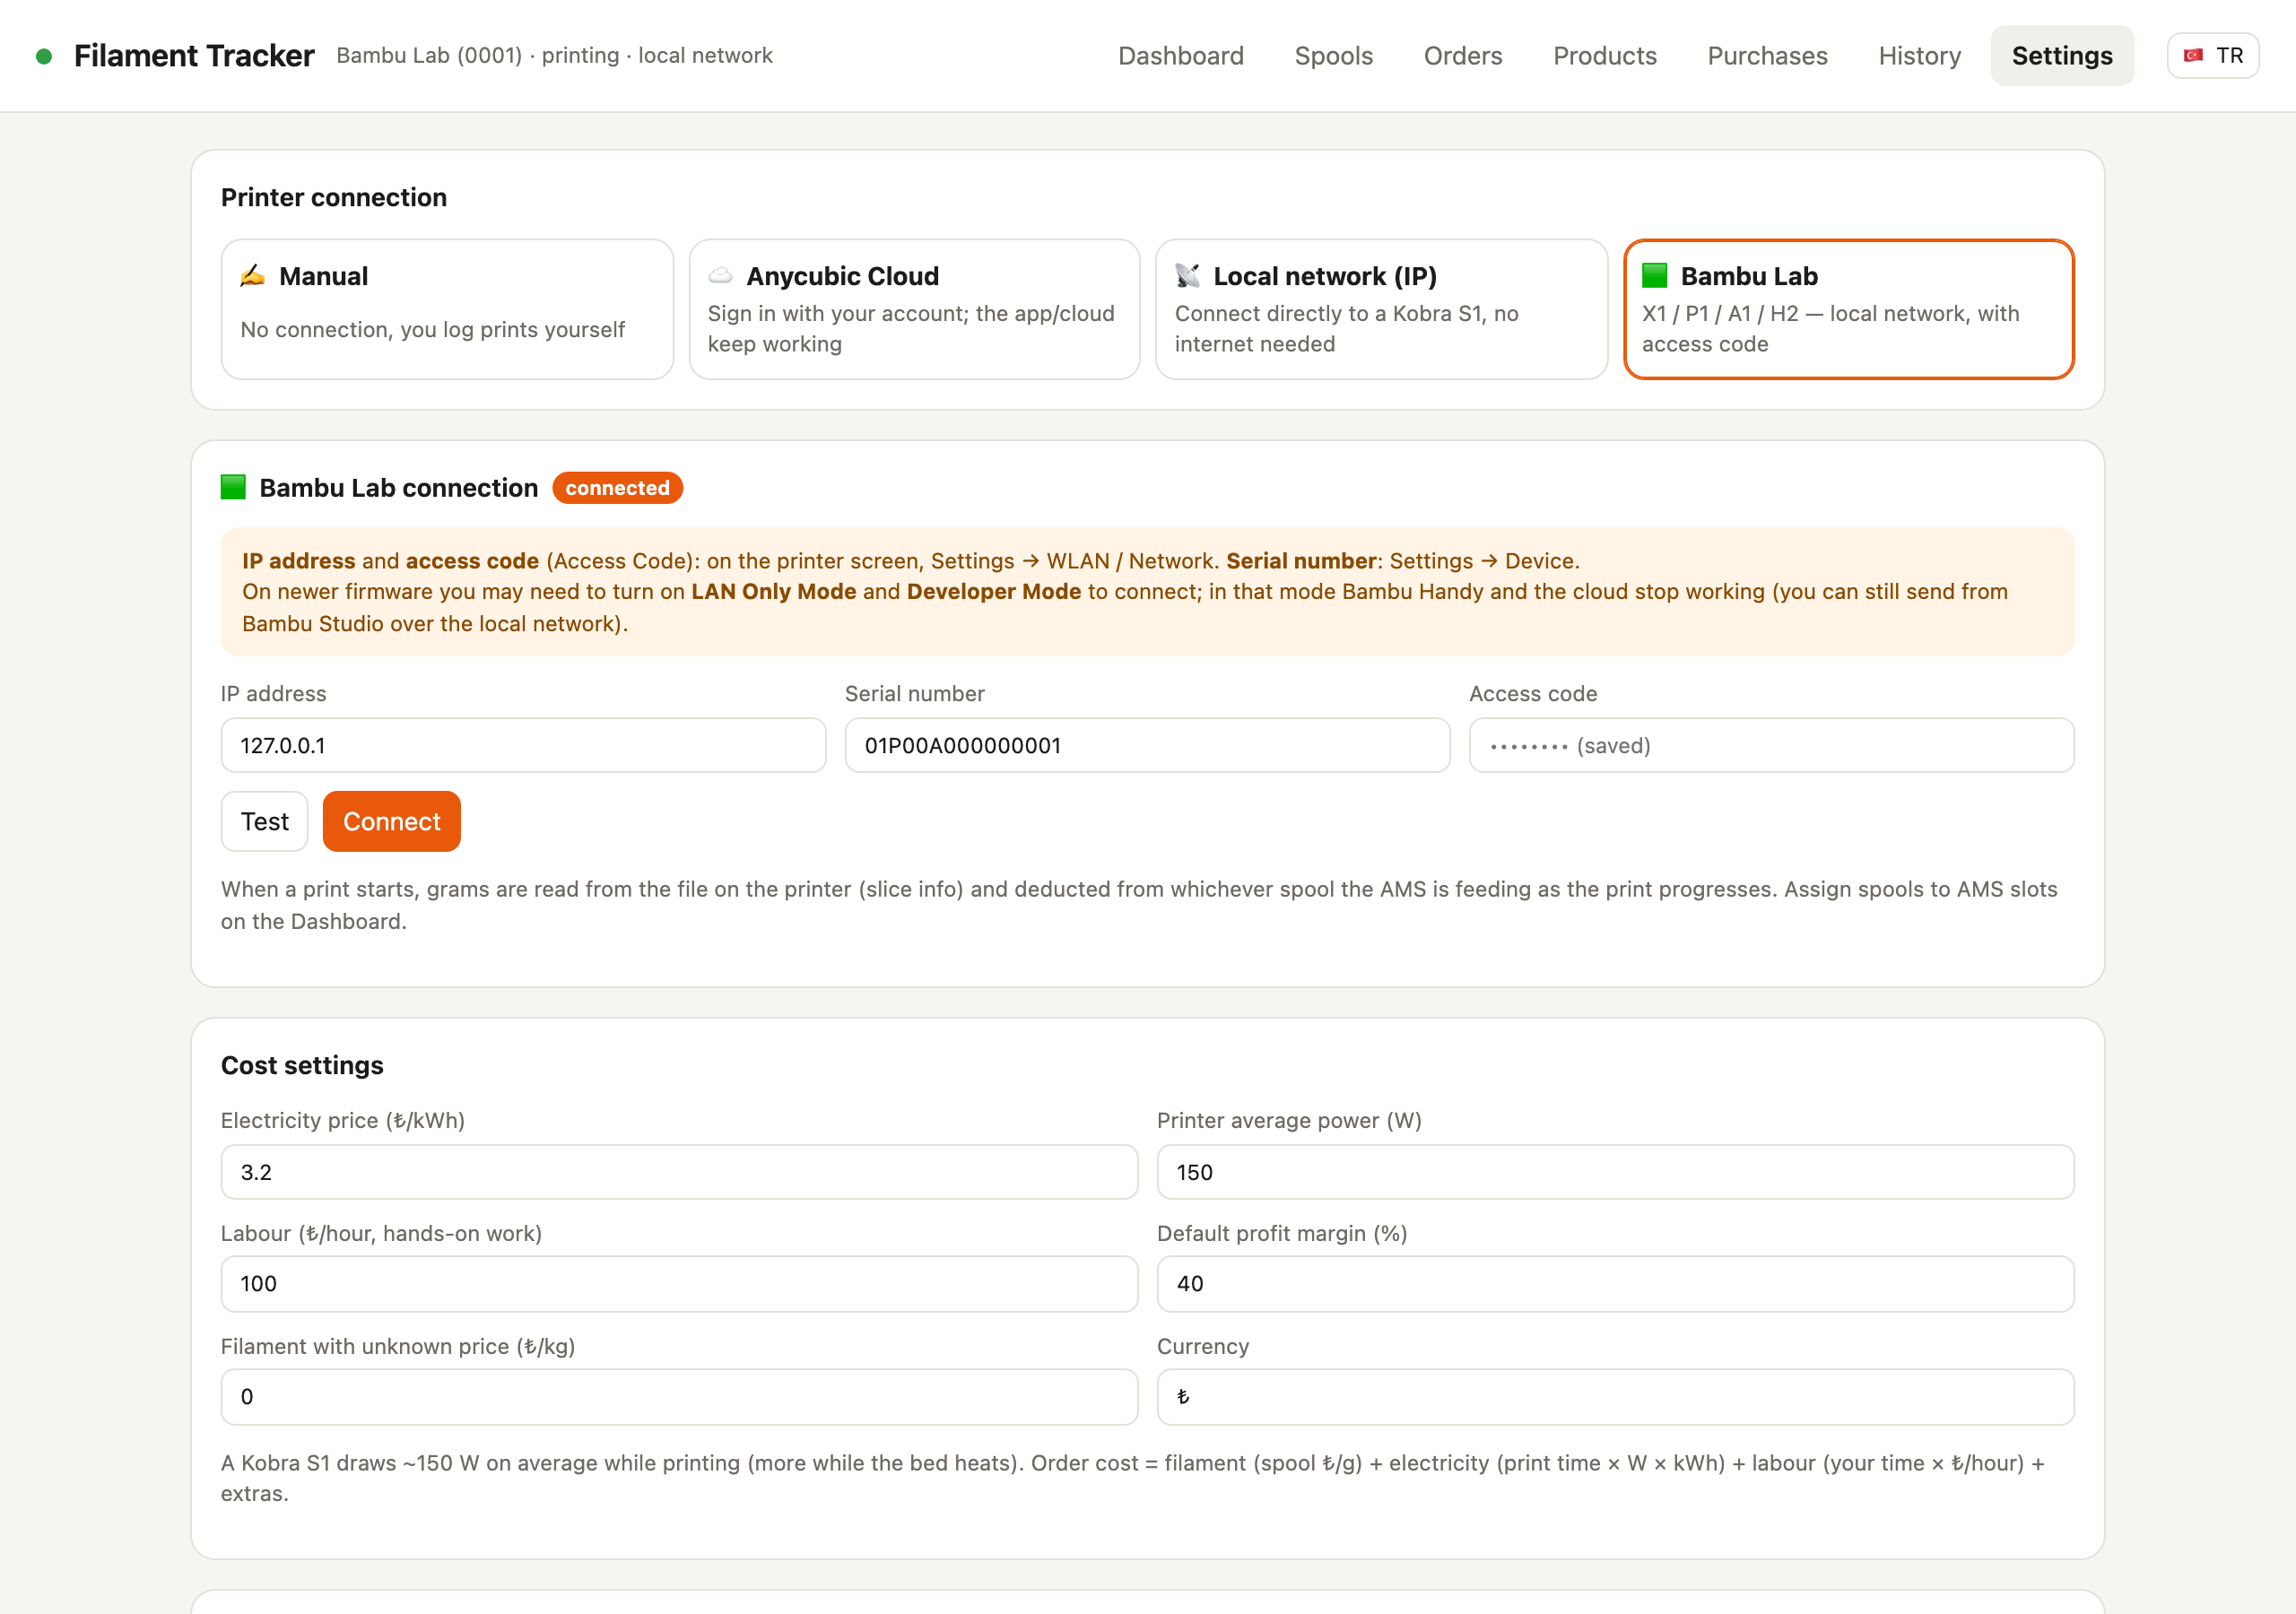 Filament Tracker Bambu Lab (0001) · printing · local network
Dashboard Spools Orders Products Purchases History Settings TR
Printer connection
Manual
No connection, you log prints yourself
Anycubic Cloud
Sign in with your account; the app/cloud
keep working
Local network (IP)
Connect directly to a Kobra S1, no
internet needed
Bambu Lab
X1 / P1 / A1 / H2 — local network, with
access code
Bambu Lab connection connected
IP address and access code (Access Code): on the printer screen, Settings → WLAN / Network. Serial number: Settings → Device.
On newer firmware you may need to turn on LAN Only Mode and Developer Mode to connect; in that mode Bambu Handy and the cloud stop working (you can still send from
Bambu Studio over the local network).
IP address
127.0.0.1
Serial number
01P00A000000001
Access code
•••••••• (saved)
Test Connect
When a print starts, grams are read from the file on the printer (slice info) and deducted from whichever spool the AMS is feeding as the print progresses. Assign spools to AMS slots
on the Dashboard.
Cost settings
Electricity price (₺/kWh)
3.2
Printer average power (W)
150
Labour (₺/hour, hands-on work)
100
Default profit margin (%)
40
Filament with unknown price (₺/kg)
0
Currency
₺
A Kobra S1 draws ~150 W on average while printing (more while the bed heats). Order cost = filament (spool ₺/g) + electricity (print time × W × kWh) + labour (your time × ₺/hour) +
extras.